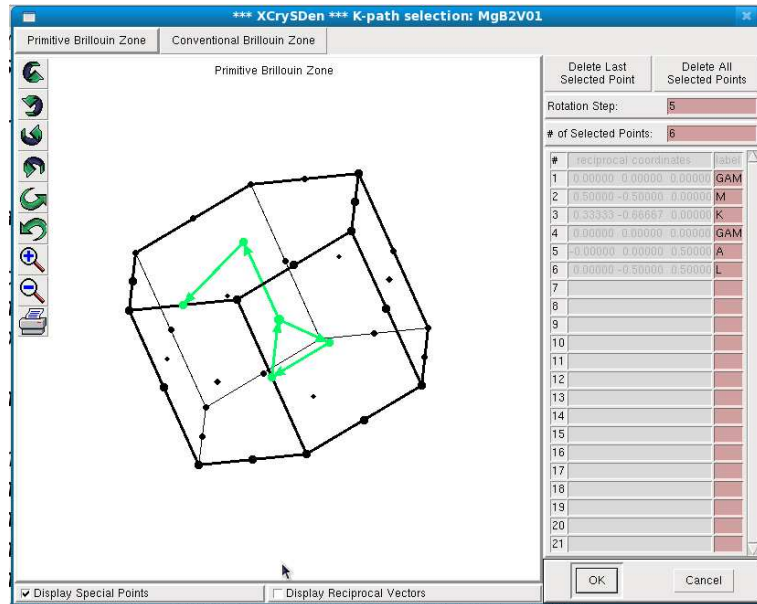 *** XCrySDen *** K-path selection: MgB2V01
Primitive Brillouin Zone
Conventional Brillouin Zone
Primitive Brillouin Zone
Delete Last
Selected Point
Delete All
Selected Points
Rotation Step:
5
# of Selected Points:
6
# reciprocal coordinates label
1 0.00000 0.00000 0.00000 GAM
2 0.50000 -0.50000 0.00000 M
3 0.33333 -0.66667 0.00000 K
4 0.00000 0.00000 0.00000 GAM
5 -0.00000 0.00000 0.50000 A
6 0.00000 -0.50000 0.50000 L
7
8
9
10
11
12
13
14
15
16
17
18
19
20
21
Display Special Points
Display Reciprocal Vectors
OK
Cancel